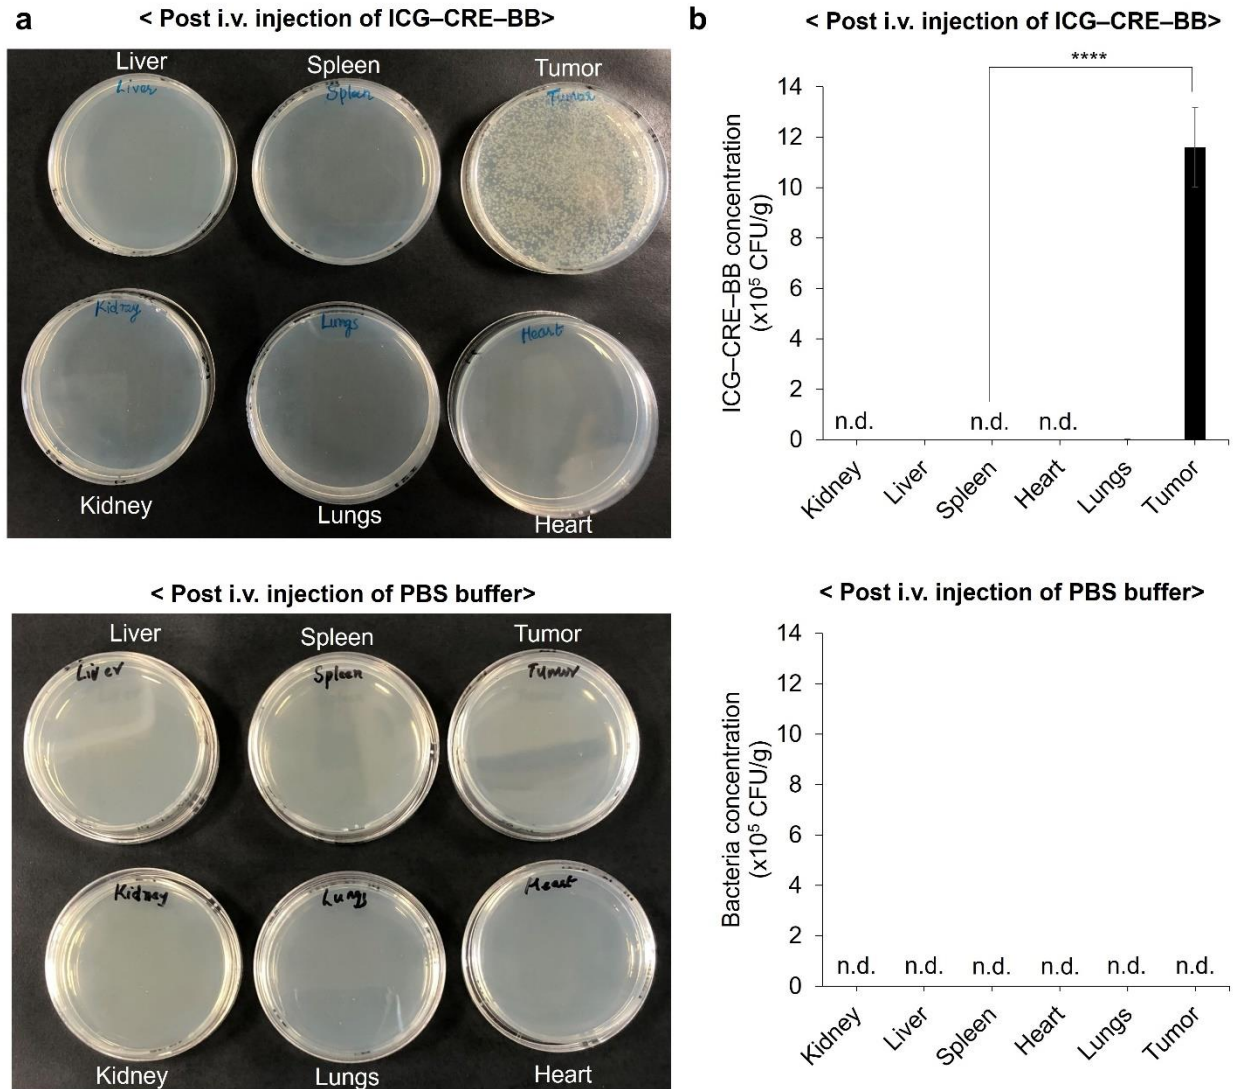 a
< Post i.v. injection of ICG–CRE–BB>
Liver
Spleen
Tumor
Liver
Spleen
Tumor
Kidney
Lungs
Heart
Kidney
Lungs
Heart
b
< Post i.v. injection of ICG–CRE–BB>
****
ICG–CRE–BB concentration
(x10⁵ CFU/g)
14
12
10
8
6
4
2
0
n.d.
n.d.
n.d.
Kidney
Liver
Spleen
Heart
Lungs
Tumor
< Post i.v. injection of PBS buffer>
Liver
Spleen
Tumor
Liver
Spleen
Tumor
Kidney
Lungs
Heart
Kidney
Lungs
Heart
< Post i.v. injection of PBS buffer>
Bacteria concentration
(x10⁵ CFU/g)
14
12
10
8
6
4
2
0
n.d.
n.d.
n.d.
n.d.
n.d.
n.d.
Kidney
Liver
Spleen
Heart
Lungs
Tumor